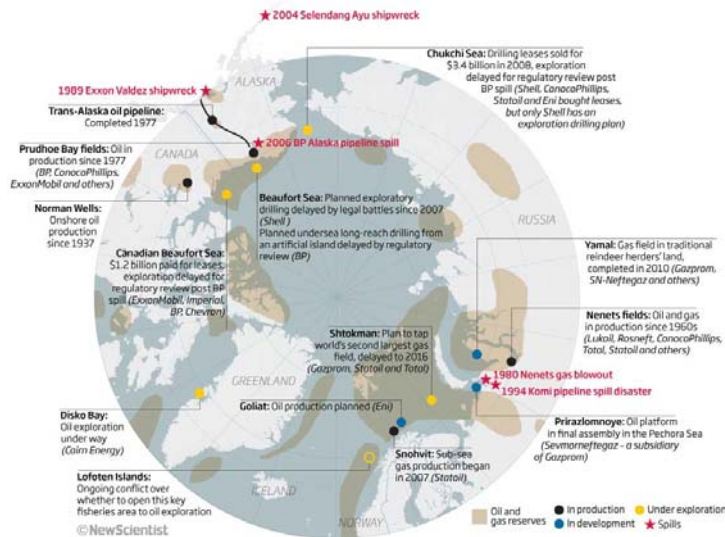 2004 Selendang Ayu shipwreck
1989 Exxon Valdez shipwreck
ALASKA
Chukchi Sea: Drilling leases sold for
$3.4 billion in 2008, exploration
delayed for regulatory review post
BP spill (Shell, ConocoPhillips,
Statoil and Eni bought leases,
but only Shell has an
exploration drilling plan)
Trans-Alaska oil pipeline:
Completed 1977
2006 BP Alaska pipeline spill
Prudhoe Bay fields: Oil in
production since 1977
(BP, ConocoPhillips,
ExxonMobil and others)
CANADA
RUSSIA
Norman Wells:
Onshore oil
production
since 1937
Beaufort Sea: Planned exploratory
drilling delayed by legal battles since 2007
(Shell )
Planned undersea long-reach drilling from
an artificial island delayed by regulatory
review (BP)
Canadian Beaufort Sea:
$1.2 billion paid for leases,
exploration delayed for
regulatory review post BP
spill (ExxonMobil, Imperial,
BP, Chevron)
Yamal: Gas field in traditional
reindeer herders' land,
completed in 2010 (Gazprom,
SN-Neftegaz and others)
Shtokman: Plan to tap
world's second largest gas
field, delayed to 2016
(Gazprom, Statoil and Total)
Nenets fields: Oil and gas
in production since 1960s
(Lukoil, Rosneft, ConocoPhillips,
Total, Statoil and others)
1980 Nenets gas blowout
1994 Komi pipeline spill disaster
GREENLAND
Disko Bay:
Oil exploration
under way
(Cairn Energy)
Goliat: Oil production planned (Eni)
Prirazlomnoye: Oil platform
in final assembly in the Pechora Sea
(Sevmorneftegaz – a subsidiary
of Gazprom)
Snohvit: Sub-sea
gas production began
in 2007 (Statoil)
Lofoten Islands:
Ongoing conflict over
whether to open this key
fisheries area to oil exploration
ICELAND
NORWAY
©NewScientist
Oil and
gas reserves
In production
Under exploration
In development
Spills